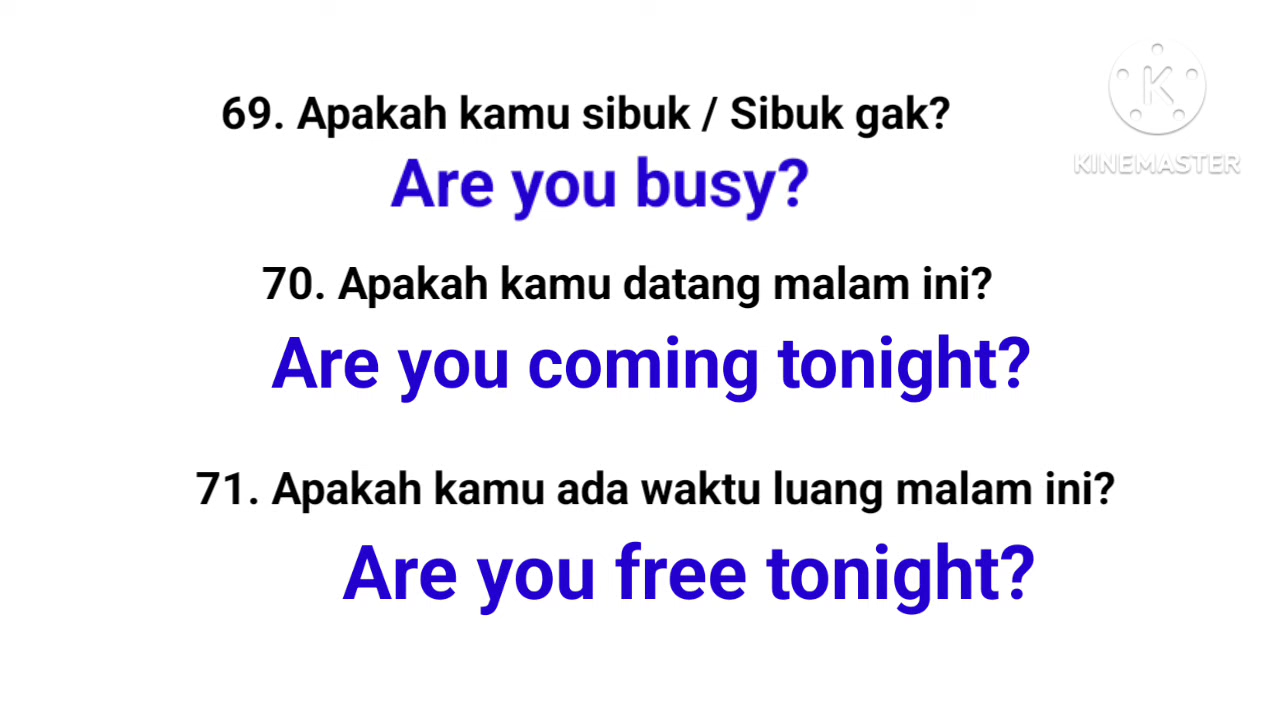 69. Apakah kamu sibuk / Sibuk gak?
Are you busy?
70. Apakah kamu datang malam ini?
Are you coming tonight?
71. Apakah kamu ada waktu luang malam ini?
Are you free tonight?
K
KINEMASTER